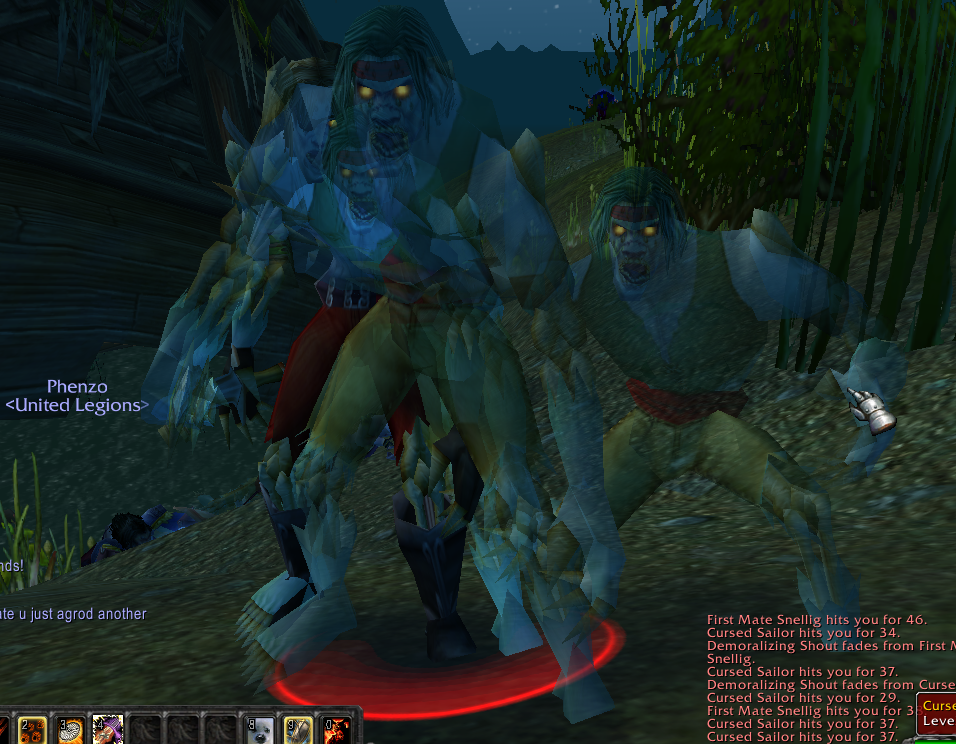 Phenzo
<United Legions>
nds!
ate u just agrod another
First Mate Snellig hits you for 46.
Cursed Sailor hits you for 34.
Demoralizing Shout fades from First M
Snellig.
Cursed Sailor hits you for 37.
Demoralizing Shout fades from Curse
Cursed Sailor hits you for 29.
First Mate Snellig hits you for 3
Cursed Sailor hits you for 37.
Cursed Sailor hits you for 37.
Curse
Leve
2
3
4